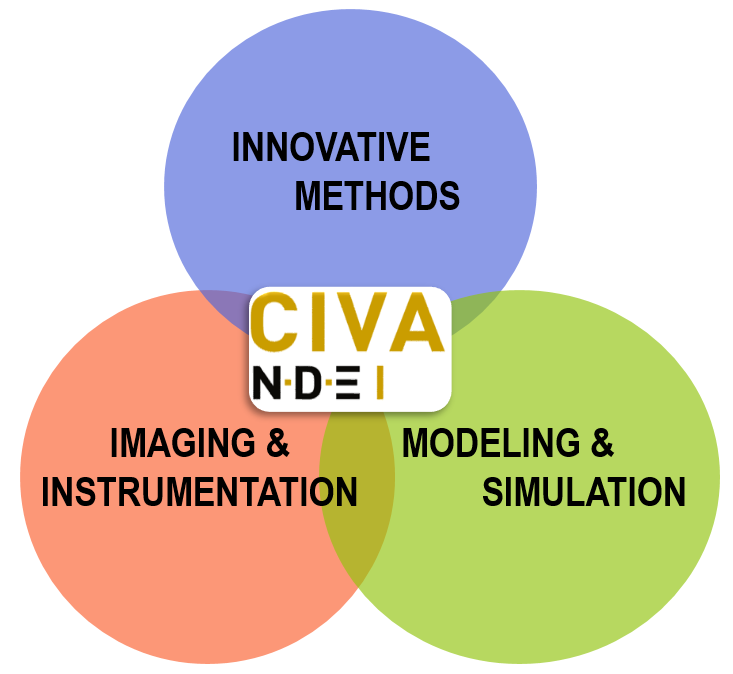 INNOVATIVE
METHODS
CIVA
N·D·E |
IMAGING &
INSTRUMENTATION
MODELING &
SIMULATION